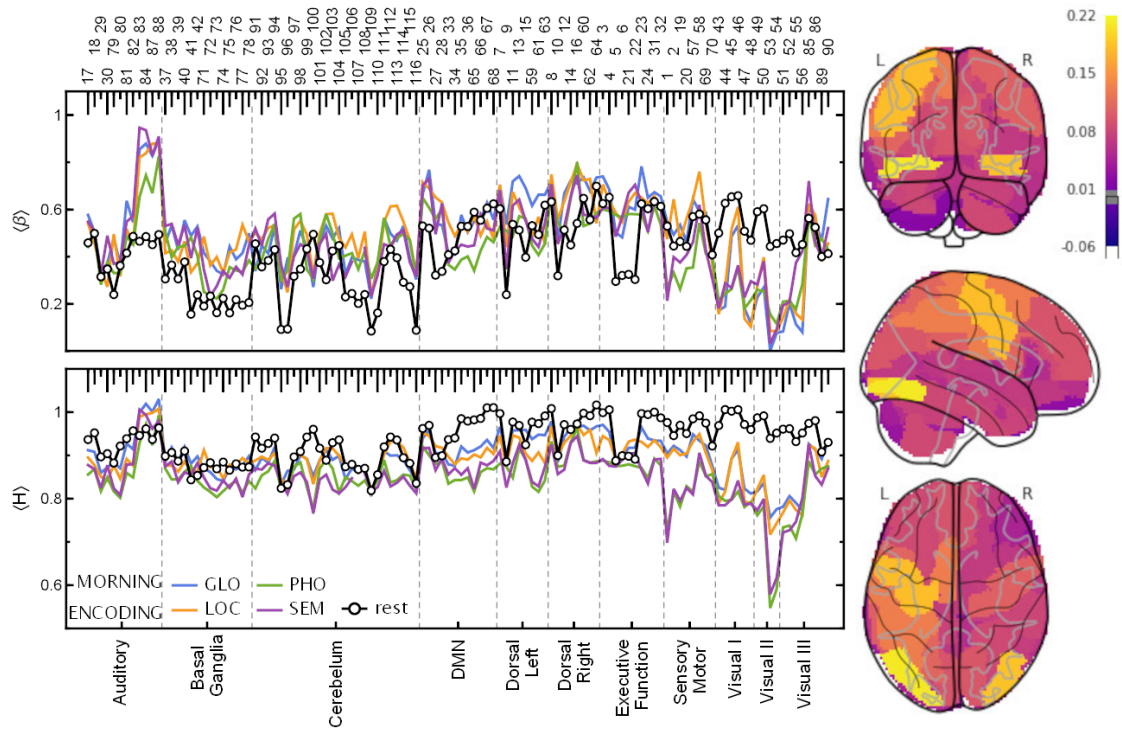 29 80 83 88 39 42 73 76 91 94 97 100 103 106 109 112 115 26 33 36 67 9 15 63 12 60 3 6 23 32 19 58 43 46 49 54 55 86
18 79 82 87 38 41 72 75 78 93 96 99 102 105 108 111 114 25 28 35 66 7 13 61 10 16 64 5 22 31 2 57 70 45 48 53 52 85 90
17 30 81 84 37 40 71 74 77 92 95 98 101 104 107 110 113 116 27 34 65 68 11 59 8 14 62 4 21 24 1 20 69 44 47 50 51 56 89
1
0.6
0.2
⟨β⟩
1
0.8
0.6
⟨H⟩
MORNING
ENCODING
GLO
PHO
LOC
SEM
rest
Auditory
Basal
Ganglia
Cerebelum
DMN
Dorsal
Left
Dorsal
Right
Executive
Function
Sensory
Motor
Visual I
Visual II
Visual III
L
R
0.22
0.15
0.08
0.01
-0.06
L
R